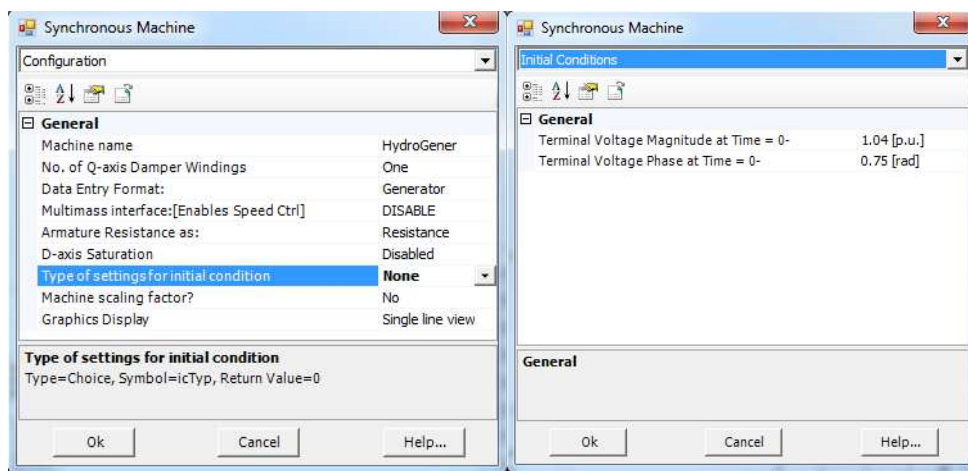 Synchronous Machine
Configuration
General
Machine name HydroGener
No. of Q-axis Damper Windings One
Data Entry Format: Generator
Multimass interface:[Enables Speed Ctrl] DISABLE
Armature Resistance as: Resistance
D-axis Saturation Disabled
Type of settings for initial condition None
Machine scaling factor? No
Graphics Display Single line view
Type of settings for initial condition
Type=Choice, Symbol=icTyp, Return Value=0
Ok Cancel Help...
Synchronous Machine
Initial Conditions
General
Terminal Voltage Magnitude at Time = 0- 1.04 [p.u.]
Terminal Voltage Phase at Time = 0- 0.75 [rad]
General
Ok Cancel Help...